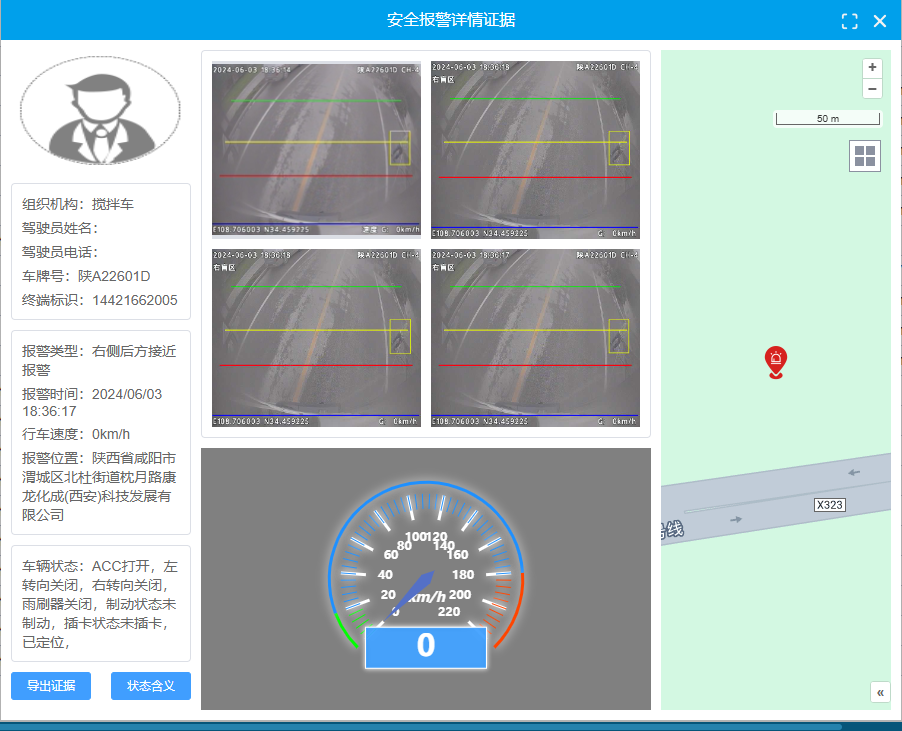 安全报警详情证据
组织机构：搅拌车
驾驶员姓名：
驾驶员电话：
车牌号：陕A22601D
终端标识：14421662005
报警类型：右侧后方接近
报警
报警时间：2024/06/03
18:36:17
行车速度：0km/h
报警位置：陕西省咸阳市
渭城区北杜街道枕月路康
龙化成(西安)科技发展有
限公司
车辆状态：ACC打开，左
转向关闭，右转向关闭，
雨刷器关闭，制动状态未
制动，插卡状态未插卡，
已定位，
导出证据 状态含义
2024-06-03 18:36:14 陕A22601D CH-4
E108.706003 N34.459225 速度 G: 0km/h
2024-06-03 18:36:18 陕A22601D CH-4
右盲区
E108.706003 N34.459225 G: 0km/h
2024-06-03 18:36:18 陕A22601D CH-4
右盲区
E108.706003 N34.459225 G: 0km/h
2024-06-03 18:36:17 陕A22601D CH-4
右盲区
E108.706003 N34.459225 G: 0km/h
0
20
40
60
80
100
120
140
160
180
200
220
km/h
0
+
−
50 m
X323
号线
«